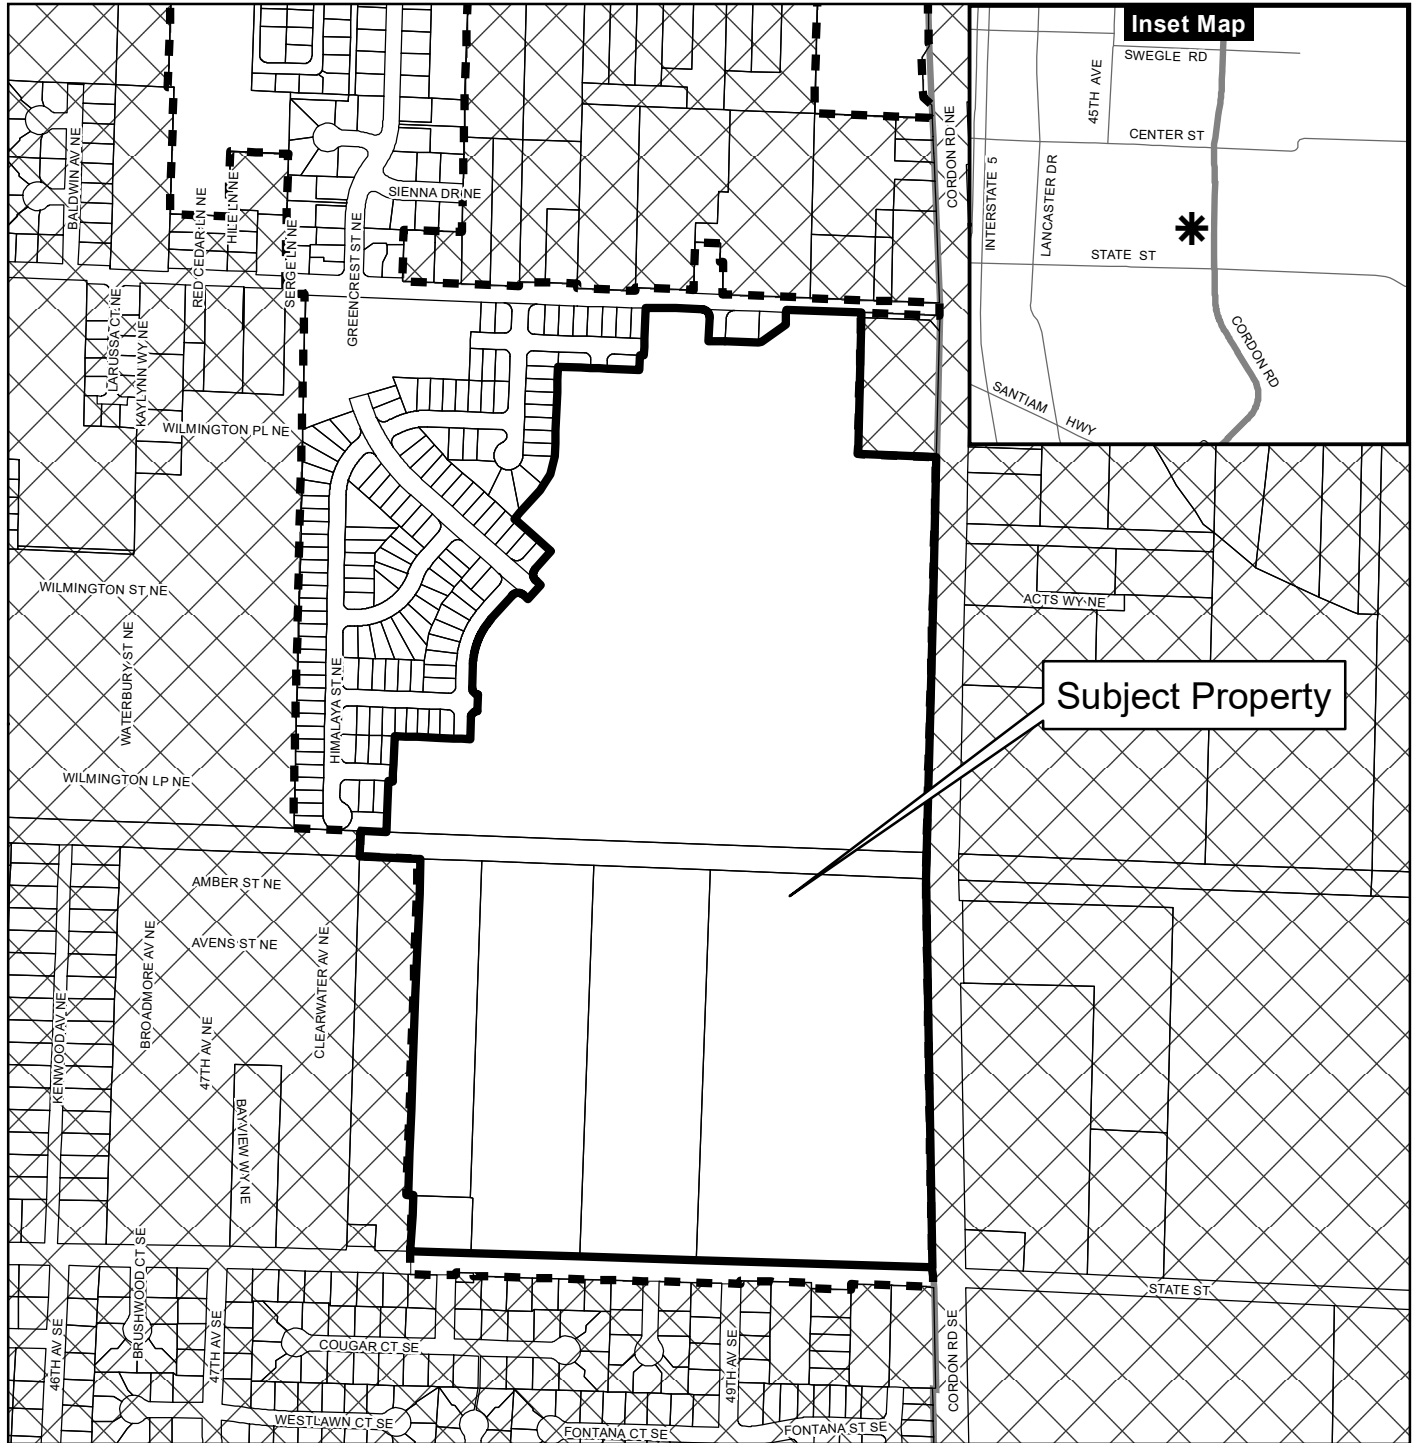 Inset Map
SWEGLE RD
45TH AVE
CENTER ST
INTERSTATE 5
LANCASTER DR
STATE ST
CORDON RD
SANTIAM HWY
CORDON RD NE
BALDWIN AV NE
SIENNA DR NE
RED CEDAR LN NE
HILE LN NE
SERGE LN NE
GREENCREST ST NE
LARUSSA CT NE
KAYLYNN WY NE
WILMINGTON PL NE
WILMINGTON ST NE
ACTS WY NE
WATERBURY ST NE
HIMALAYA ST NE
Subject Property
WILMINGTON LP NE
AMBER ST NE
AVENS ST NE
BROADMORE AV NE
CLEARWATER AV NE
KENWOOD AV NE
47TH AV NE
BAYVIEW WY NE
BRUSHWOOD CT SE
STATE ST
46TH AV SE
47TH AV SE
COUGAR CT SE
49TH AV SE
CORDON RD SE
WESTLAWN CT SE
FONTANA CT SE
FONTANA ST SE